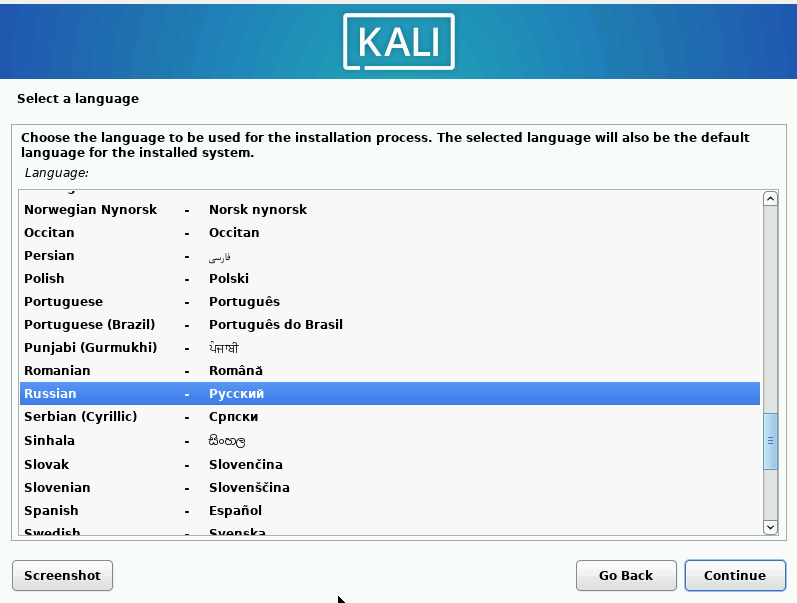 KALI
Select a language
Choose the language to be used for the installation process. The selected language will also be the default
language for the installed system.
Language:
Norwegian Nynorsk - Norsk nynorsk
Occitan - Occitan
Persian - فارسی
Polish - Polski
Portuguese - Português
Portuguese (Brazil) - Português do Brasil
Punjabi (Gurmukhi) - ਪੰਜਾਬੀ
Romanian - Română
Russian - Русский
Serbian (Cyrillic) - Српски
Sinhala - සිංහල
Slovak - Slovenčina
Slovenian - Slovenščina
Spanish - Español
Swedish - Svenska
Screenshot Go Back Continue